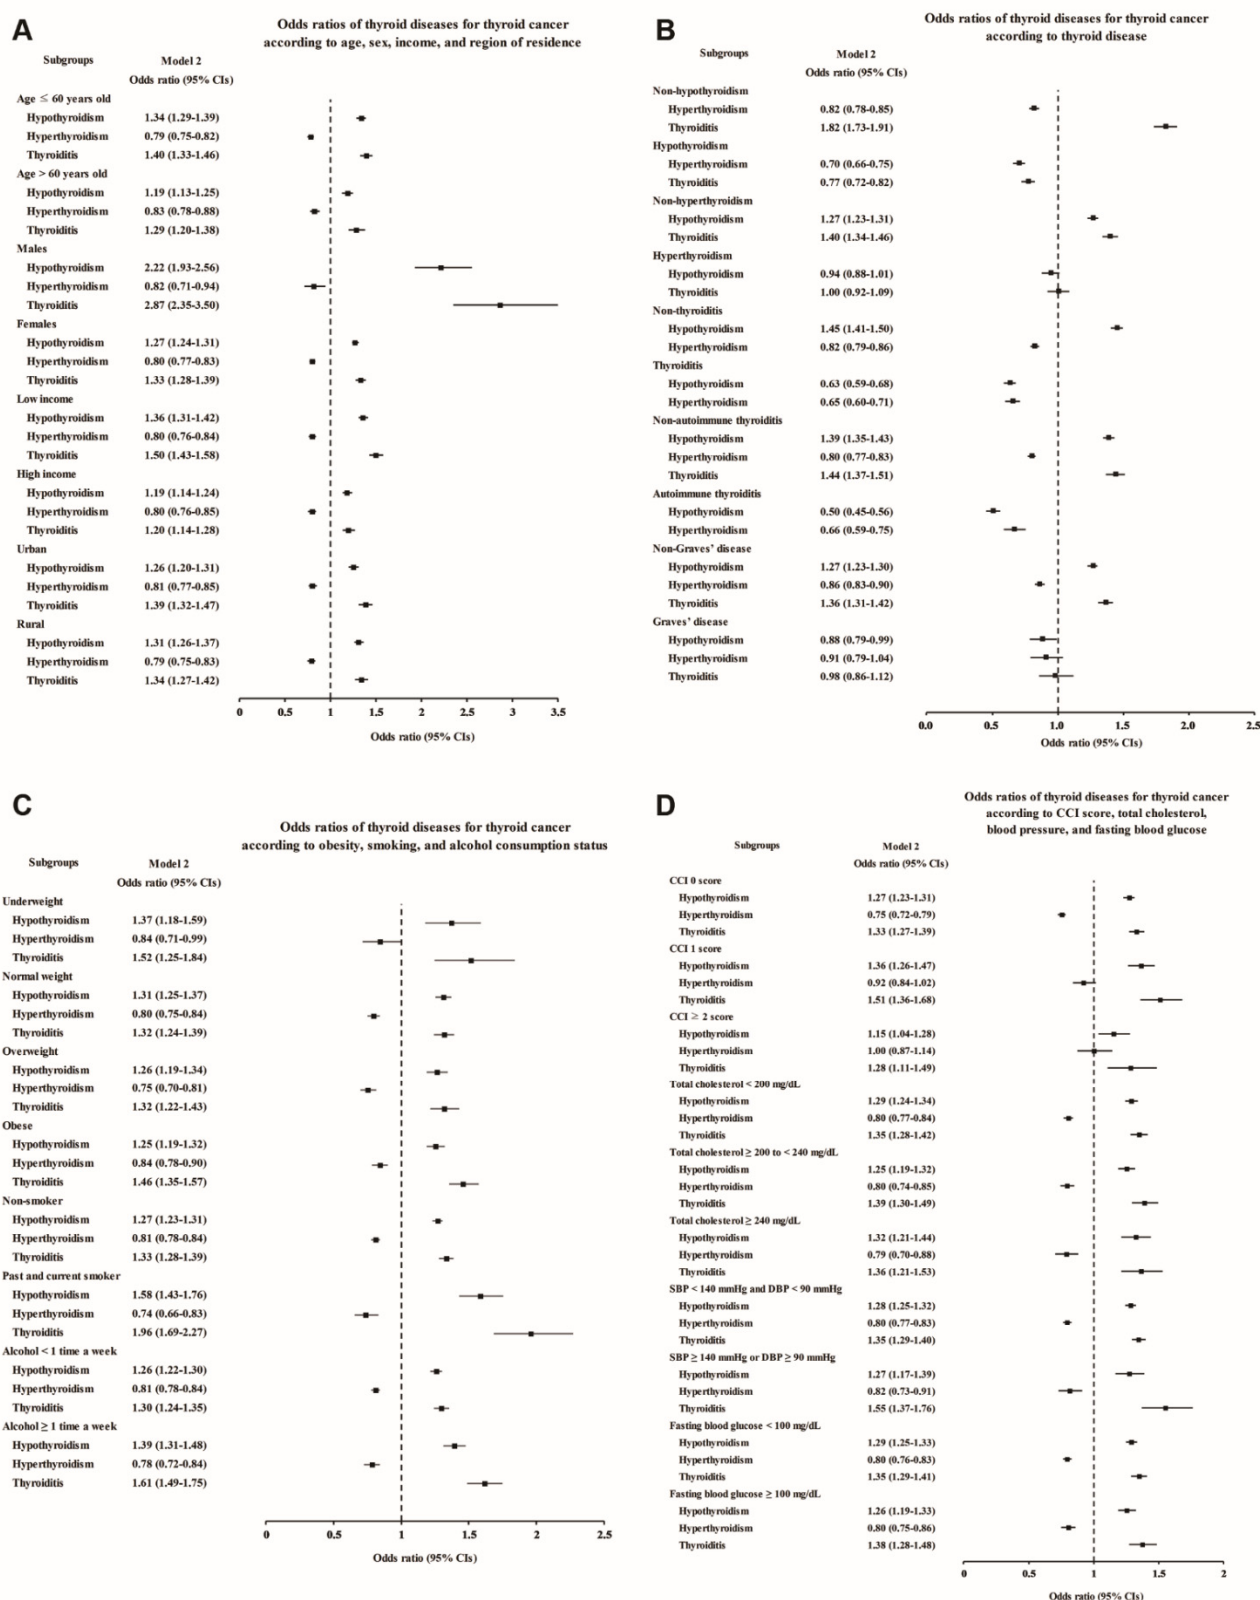 A
Odds ratios of thyroid diseases for thyroid cancer
according to age, sex, income, and region of residence
Subgroups Model 2
Odds ratio (95% CIs)
Age ≤ 60 years old
Hypothyroidism 1.34 (1.29-1.39)
Hyperthyroidism 0.79 (0.75-0.82)
Thyroiditis 1.40 (1.33-1.46)
Age > 60 years old
Hypothyroidism 1.19 (1.13-1.25)
Hyperthyroidism 0.83 (0.78-0.88)
Thyroiditis 1.29 (1.20-1.38)
Males
Hypothyroidism 2.22 (1.93-2.56)
Hyperthyroidism 0.82 (0.71-0.94)
Thyroiditis 2.87 (2.35-3.50)
Females
Hypothyroidism 1.27 (1.24-1.31)
Hyperthyroidism 0.80 (0.77-0.83)
Thyroiditis 1.33 (1.28-1.39)
Low income
Hypothyroidism 1.36 (1.31-1.42)
Hyperthyroidism 0.80 (0.76-0.84)
Thyroiditis 1.50 (1.43-1.58)
High income
Hypothyroidism 1.19 (1.14-1.24)
Hyperthyroidism 0.80 (0.76-0.85)
Thyroiditis 1.20 (1.14-1.28)
Urban
Hypothyroidism 1.26 (1.20-1.31)
Hyperthyroidism 0.81 (0.77-0.85)
Thyroiditis 1.39 (1.32-1.47)
Rural
Hypothyroidism 1.31 (1.26-1.37)
Hyperthyroidism 0.79 (0.75-0.83)
Thyroiditis 1.34 (1.27-1.42)
0 0.5 1 1.5 2 2.5 3 3.5
Odds ratio (95% CIs)
B
Odds ratios of thyroid diseases for thyroid cancer
according to thyroid disease
Subgroups Model 2
Odds ratio (95% CIs)
Non-hypothyroidism
Hyperthyroidism 0.82 (0.78-0.85)
Thyroiditis 1.82 (1.73-1.91)
Hypothyroidism
Hyperthyroidism 0.70 (0.66-0.75)
Thyroiditis 0.77 (0.72-0.82)
Non-hyperthyroidism
Hypothyroidism 1.27 (1.23-1.31)
Thyroiditis 1.40 (1.34-1.46)
Hyperthyroidism
Hypothyroidism 0.94 (0.88-1.01)
Thyroiditis 1.00 (0.92-1.09)
Non-thyroiditis
Hypothyroidism 1.45 (1.41-1.50)
Hyperthyroidism 0.82 (0.79-0.86)
Thyroiditis
Hypothyroidism 0.63 (0.59-0.68)
Hyperthyroidism 0.65 (0.60-0.71)
Non-autoimmune thyroiditis
Hypothyroidism 1.39 (1.35-1.43)
Hyperthyroidism 0.80 (0.77-0.83)
Thyroiditis 1.44 (1.37-1.51)
Autoimmune thyroiditis
Hypothyroidism 0.50 (0.45-0.56)
Hyperthyroidism 0.66 (0.59-0.75)
Non-Graves' disease
Hypothyroidism 1.27 (1.23-1.30)
Hyperthyroidism 0.86 (0.83-0.90)
Thyroiditis 1.36 (1.31-1.42)
Graves' disease
Hypothyroidism 0.88 (0.79-0.99)
Hyperthyroidism 0.91 (0.79-1.04)
Thyroiditis 0.98 (0.86-1.12)
0.0 0.5 1.0 1.5 2.0 2.5
Odds ratio (95% CIs)
C
Odds ratios of thyroid diseases for thyroid cancer
according to obesity, smoking, and alcohol consumption status
Subgroups Model 2
Odds ratio (95% CIs)
Underweight
Hypothyroidism 1.37 (1.18-1.59)
Hyperthyroidism 0.84 (0.71-0.99)
Thyroiditis 1.52 (1.25-1.84)
Normal weight
Hypothyroidism 1.31 (1.25-1.37)
Hyperthyroidism 0.80 (0.75-0.84)
Thyroiditis 1.32 (1.24-1.39)
Overweight
Hypothyroidism 1.26 (1.19-1.34)
Hyperthyroidism 0.75 (0.70-0.81)
Thyroiditis 1.32 (1.22-1.43)
Obese
Hypothyroidism 1.25 (1.19-1.32)
Hyperthyroidism 0.84 (0.78-0.90)
Thyroiditis 1.46 (1.35-1.57)
Non-smoker
Hypothyroidism 1.27 (1.23-1.31)
Hyperthyroidism 0.81 (0.78-0.84)
Thyroiditis 1.33 (1.28-1.39)
Past and current smoker
Hypothyroidism 1.58 (1.43-1.76)
Hyperthyroidism 0.74 (0.66-0.83)
Thyroiditis 1.96 (1.69-2.27)
Alcohol < 1 time a week
Hypothyroidism 1.26 (1.22-1.30)
Hyperthyroidism 0.81 (0.78-0.84)
Thyroiditis 1.30 (1.24-1.35)
Alcohol ≥ 1 time a week
Hypothyroidism 1.39 (1.31-1.48)
Hyperthyroidism 0.78 (0.72-0.84)
Thyroiditis 1.61 (1.49-1.75)
0 0.5 1 1.5 2 2.5
Odds ratio (95% CIs)
D
Odds ratios of thyroid diseases for thyroid cancer
according to CCI score, total cholesterol,
blood pressure, and fasting blood glucose
Subgroups Model 2
Odds ratio (95% CIs)
CCI 0 score
Hypothyroidism 1.27 (1.23-1.31)
Hyperthyroidism 0.75 (0.72-0.79)
Thyroiditis 1.33 (1.27-1.39)
CCI 1 score
Hypothyroidism 1.36 (1.26-1.47)
Hyperthyroidism 0.92 (0.84-1.02)
Thyroiditis 1.51 (1.36-1.68)
CCI ≥ 2 score
Hypothyroidism 1.15 (1.04-1.28)
Hyperthyroidism 1.00 (0.87-1.14)
Thyroiditis 1.28 (1.11-1.49)
Total cholesterol < 200 mg/dL
Hypothyroidism 1.29 (1.24-1.34)
Hyperthyroidism 0.80 (0.77-0.84)
Thyroiditis 1.35 (1.28-1.42)
Total cholesterol ≥ 200 to < 240 mg/dL
Hypothyroidism 1.25 (1.19-1.32)
Hyperthyroidism 0.80 (0.74-0.85)
Thyroiditis 1.39 (1.30-1.49)
Total cholesterol ≥ 240 mg/dL
Hypothyroidism 1.32 (1.21-1.44)
Hyperthyroidism 0.79 (0.70-0.88)
Thyroiditis 1.36 (1.21-1.53)
SBP < 140 mmHg and DBP < 90 mmHg
Hypothyroidism 1.28 (1.25-1.32)
Hyperthyroidism 0.80 (0.77-0.83)
Thyroiditis 1.35 (1.29-1.40)
SBP ≥ 140 mmHg or DBP ≥ 90 mmHg
Hypothyroidism 1.27 (1.17-1.39)
Hyperthyroidism 0.82 (0.73-0.91)
Thyroiditis 1.55 (1.37-1.76)
Fasting blood glucose < 100 mg/dL
Hypothyroidism 1.29 (1.25-1.33)
Hyperthyroidism 0.80 (0.76-0.83)
Thyroiditis 1.35 (1.29-1.41)
Fasting blood glucose ≥ 100 mg/dL
Hypothyroidism 1.26 (1.19-1.33)
Hyperthyroidism 0.80 (0.75-0.86)
Thyroiditis 1.38 (1.28-1.48)
0 0.5 1 1.5 2
Odds ratio (95% CIs)